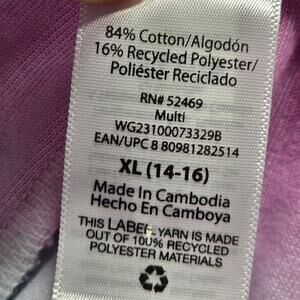 84% Cotton/Algodón
16% Recycled Polyester/
Poliéster Reciclado
RN# 52469
Multi
WG23100073329B
EAN/UPC 8 80981282514
XL (14-16)
Made In Cambodia
Hecho En Camboya
THIS LABEL YARN IS MADE
OUT OF 100% RECYCLED
POLYESTER MATERIALS